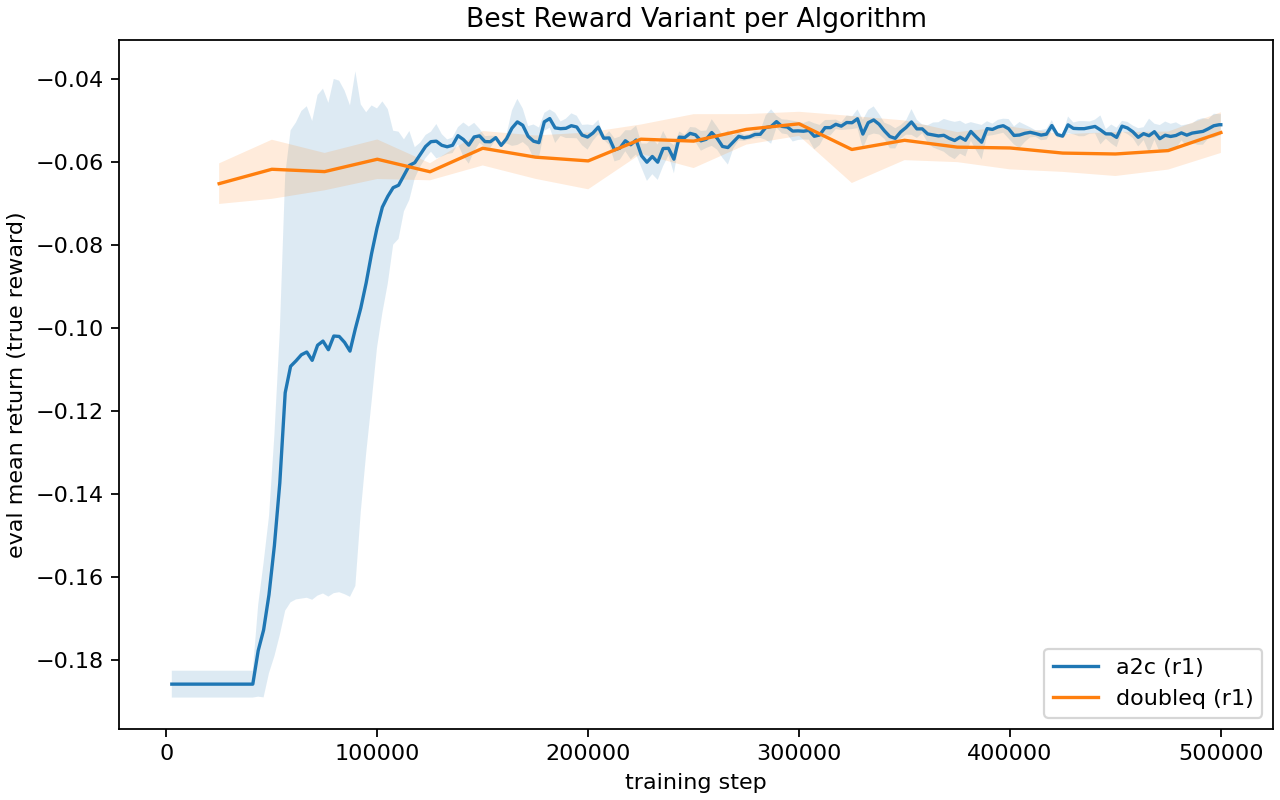 Best Reward Variant per Algorithm
eval mean return (true reward)
−0.04
−0.06
−0.08
−0.10
−0.12
−0.14
−0.16
−0.18
a2c (r1)
doubleq (r1)
0
100000
200000
300000
400000
500000
training step